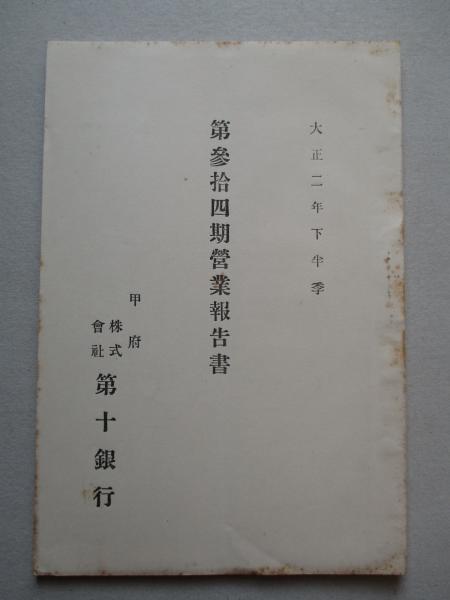 大正二年下半季
第參拾四期營業報告書
甲府
株式
會社
第十銀行